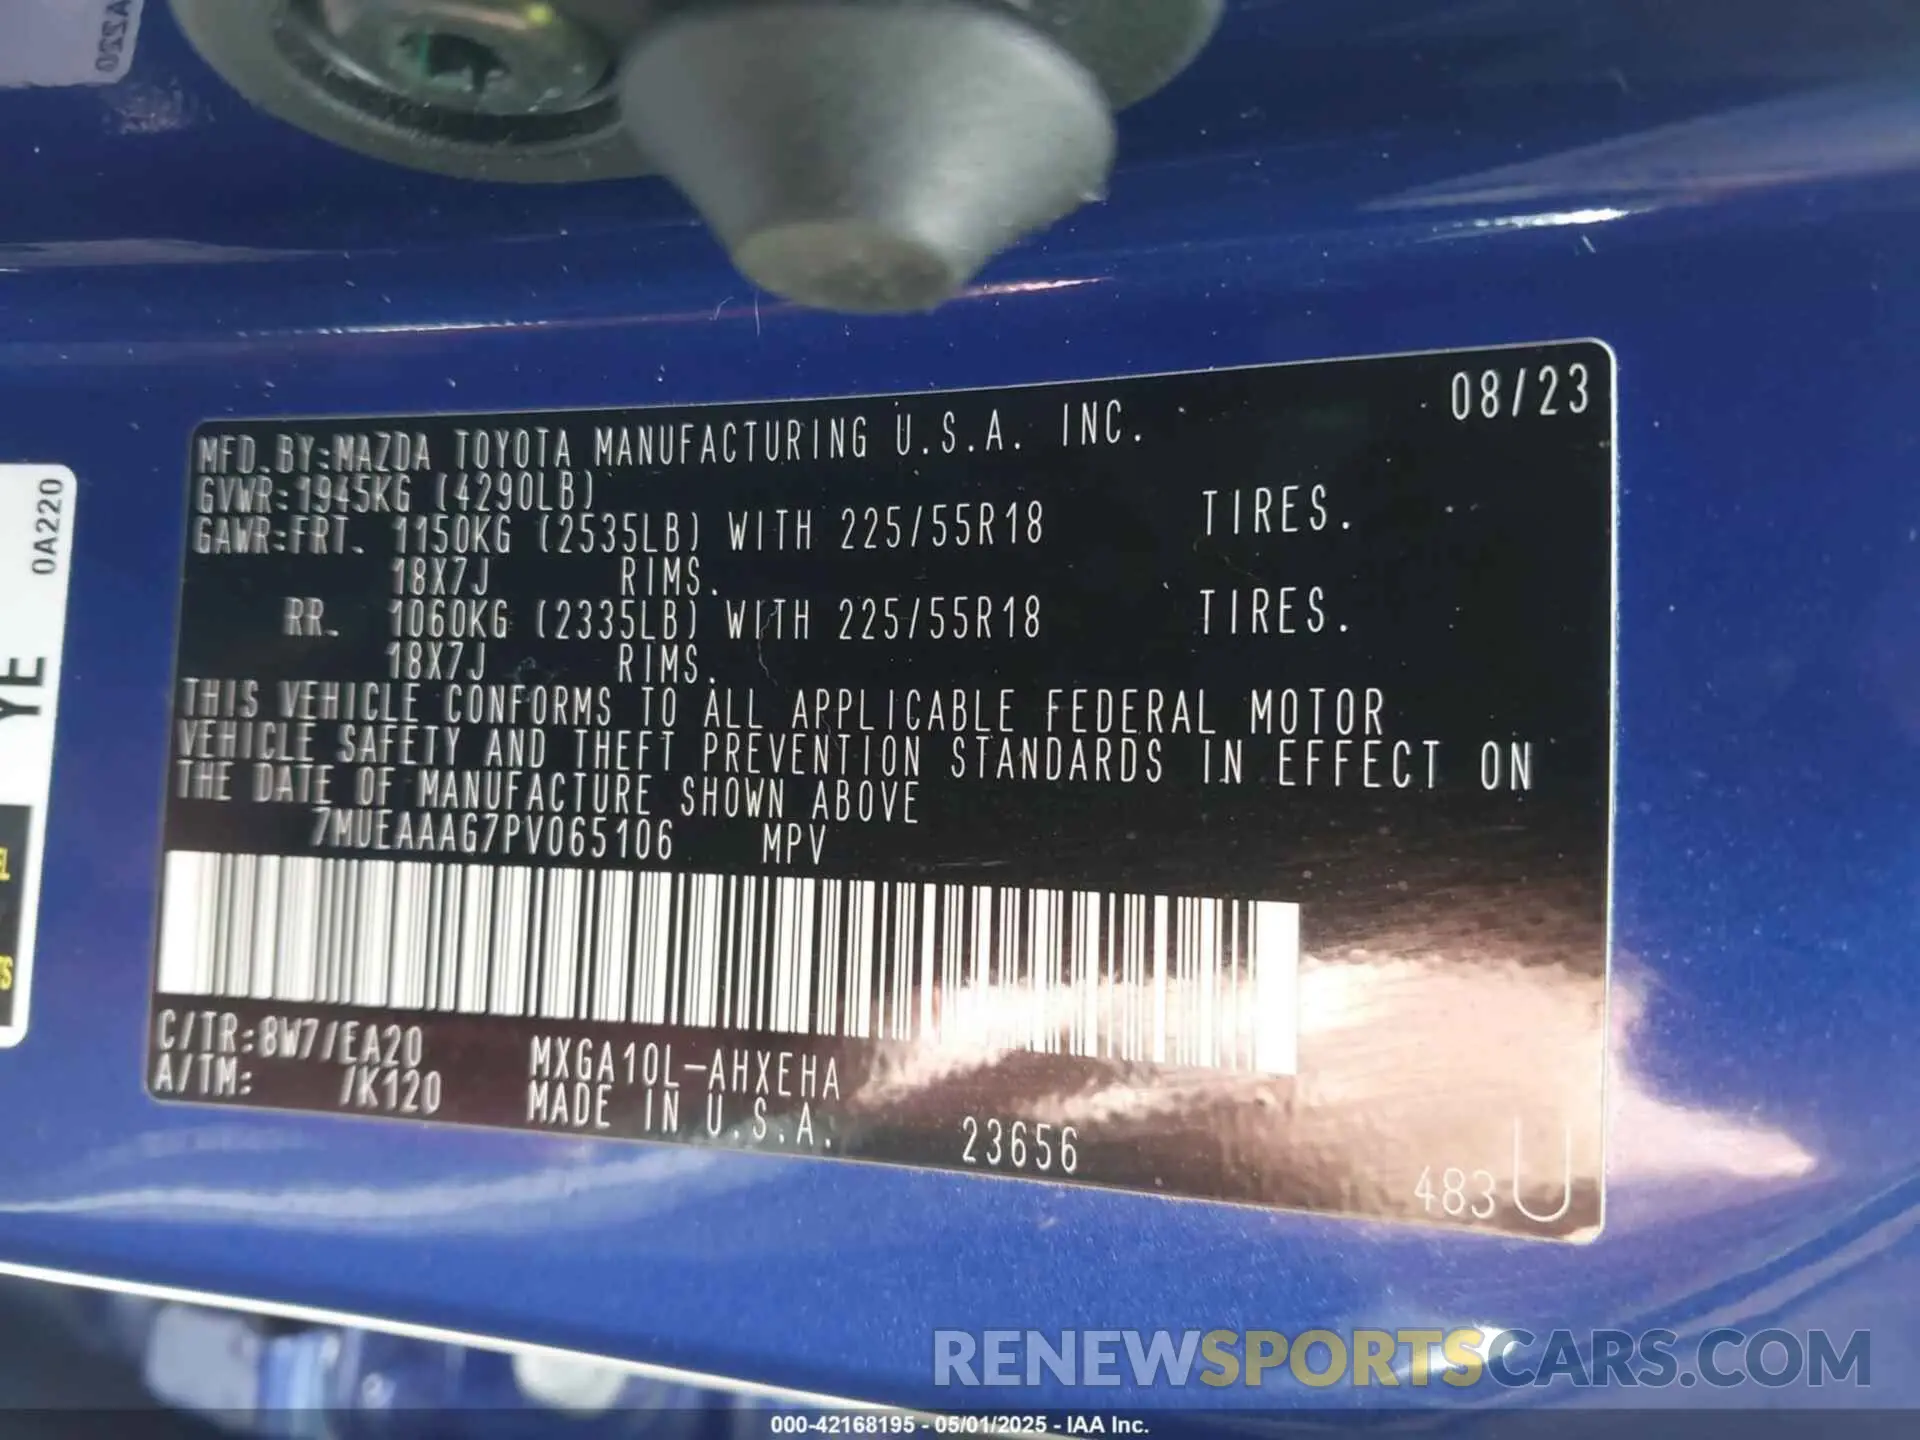 0A220
08/23
MFD. BY:MAZDA TOYOTA MANUFACTURING U.S.A. INC.
GVWR:1945KG (4290LB)
GAWR:FRT. 1150KG (2535LB) WITH 225/55R18 TIRES.
18X7J RIMS.
RR. 1060KG (2335LB) WITH 225/55R18 TIRES.
18X7J RIMS.
THIS VEHICLE CONFORMS TO ALL APPLICABLE FEDERAL MOTOR
VEHICLE SAFETY AND THEFT PREVENTION STANDARDS IN EFFECT ON
THE DATE OF MANUFACTURE SHOWN ABOVE
7MUEAAAG7PV065106 MPV
C/TR:8W7/EA20 MXGA10L-AHXEHA
A/TM: /K120 MADE IN U.S.A. 23656
483 U
0A220
YE
RENEWSPORTSCARS.COM
000-42168195 - 05/01/2025 - IAA Inc.